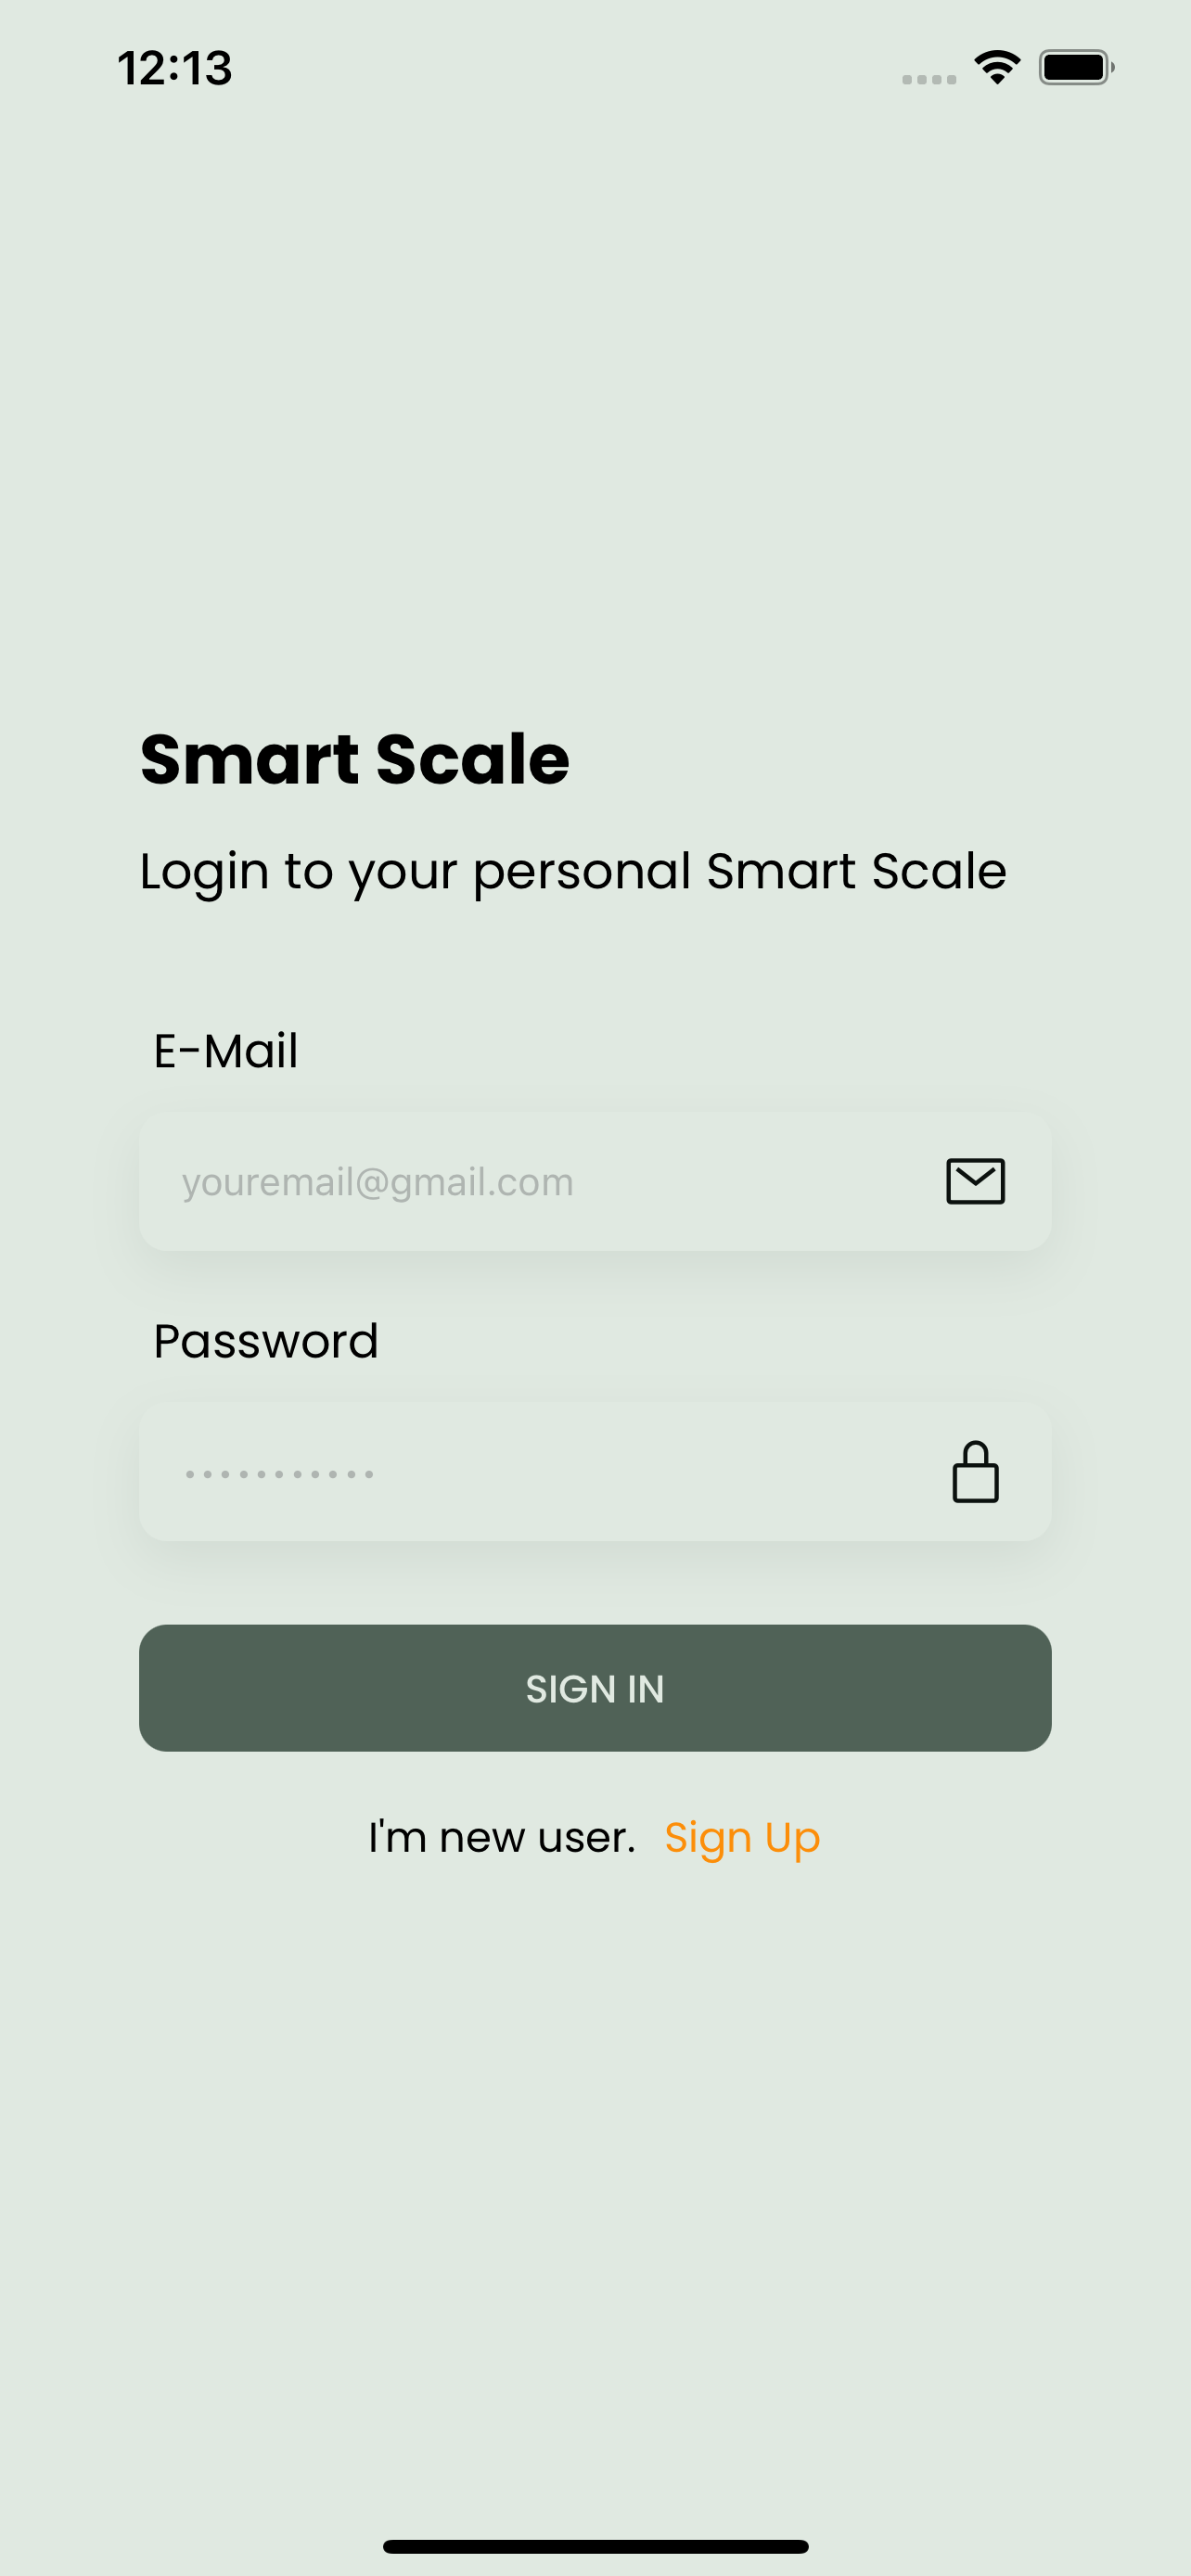 12:13
Smart Scale
Login to your personal Smart Scale
E-Mail
youremail@gmail.com
Password
•••••••••••
SIGN IN
I'm new user. Sign Up